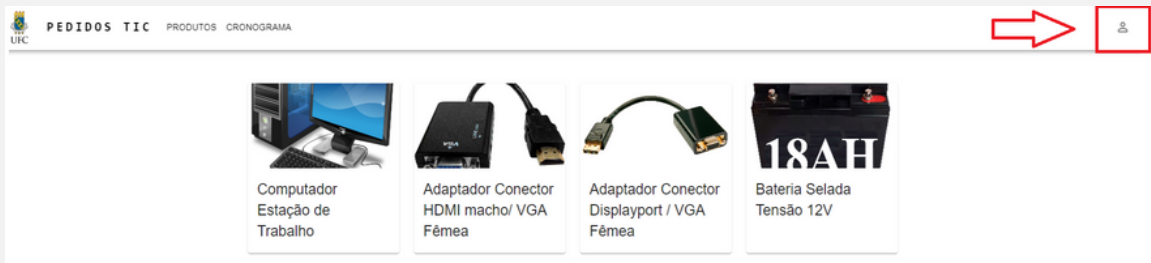 UFC
PEDIDOS TIC PRODUTOS CRONOGRAMA
VGA
18AH
Computador
Estação de
Trabalho
Adaptador Conector
HDMI macho/ VGA
Fêmea
Adaptador Conector
Displayport / VGA
Fêmea
Bateria Selada
Tensão 12V